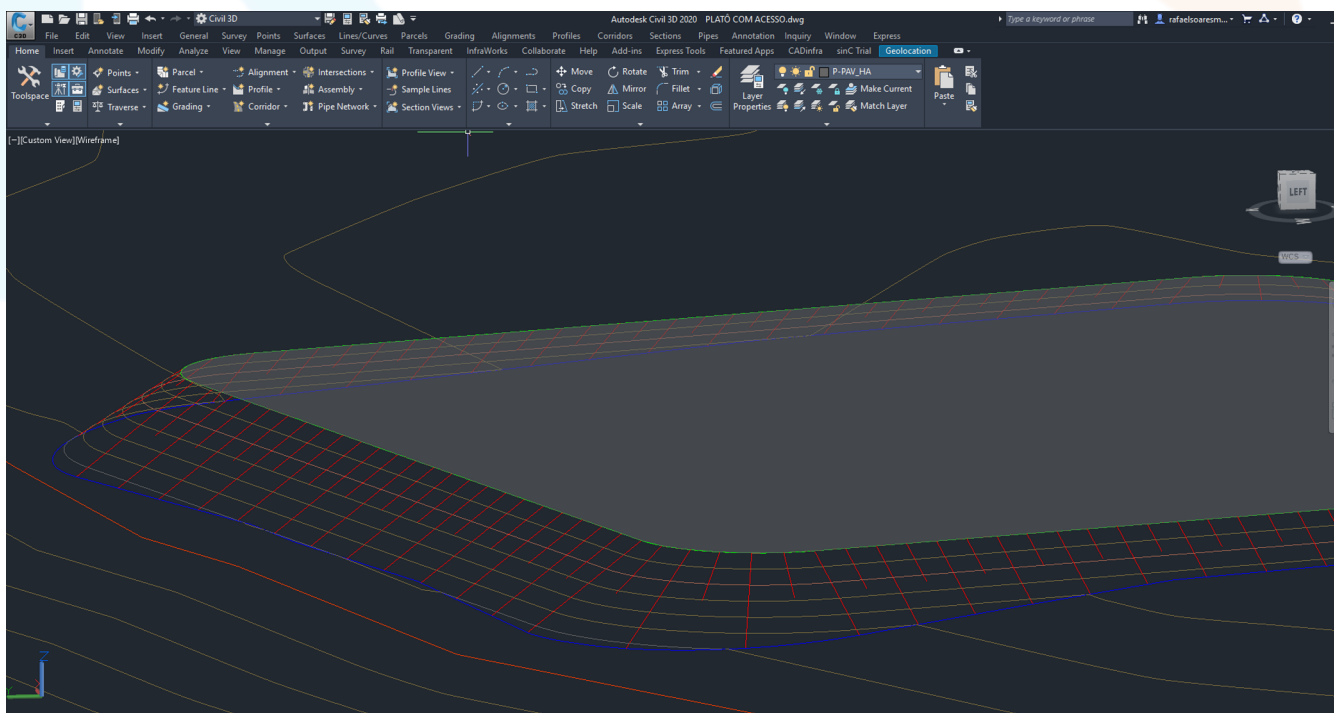 C3D Civil 3D Autodesk Civil 3D 2020 PLATÔ COM ACESSO.dwg Type a keyword or phrase rafaelsoaresm...
File Edit View Insert General Survey Points Surfaces Lines/Curves Parcels Grading Alignments Profiles Corridors Sections Pipes Annotation Inquiry Window Express
Home Insert Annotate Modify Analyze View Manage Output Survey Rail Transparent InfraWorks Collaborate Help Add-ins Express Tools Featured Apps CADinfra sinC Trial Geolocation
Points Parcel Alignment Intersections Profile View Move Rotate Trim P-PAV_HA
Toolspace Surfaces Feature Line Profile Assembly Sample Lines Copy Mirror Fillet Layer Properties Make Current Paste
Traverse Grading Corridor Pipe Network Section Views Stretch Scale Array Match Layer
[−][Custom View][Wireframe]
LEFT
WCS
Z
Y